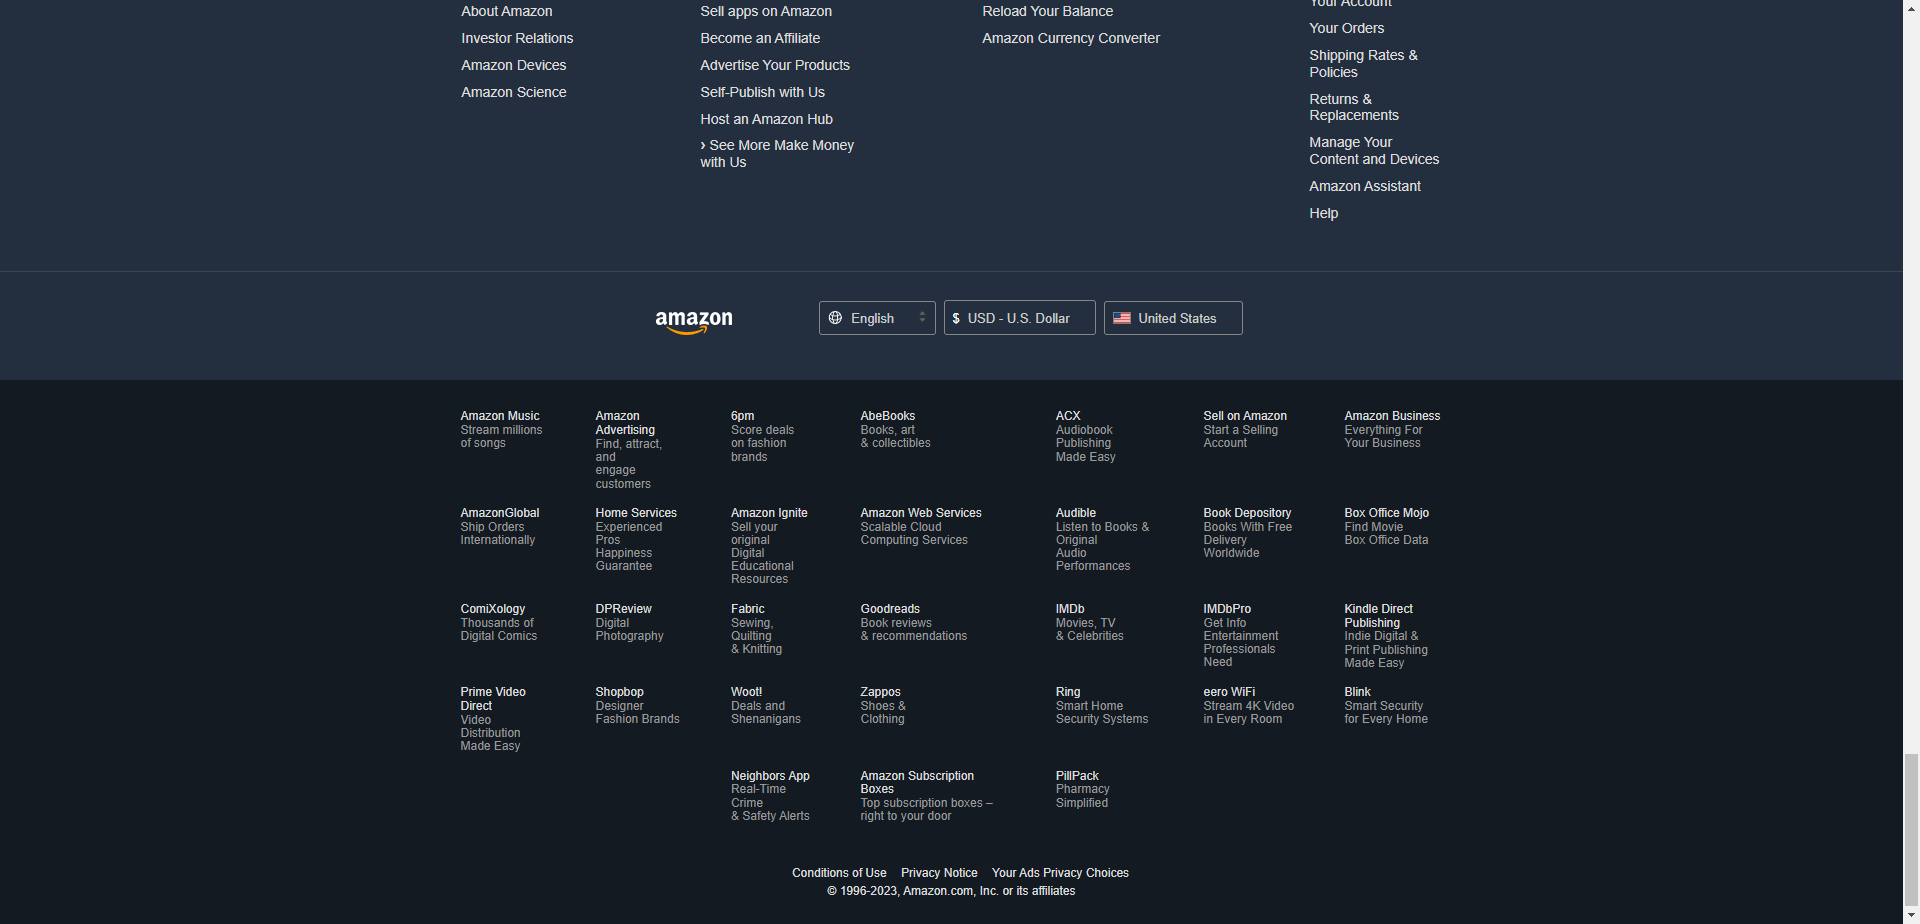 About Amazon
Investor Relations
Amazon Devices
Amazon Science
Sell apps on Amazon
Become an Affiliate
Advertise Your Products
Self-Publish with Us
Host an Amazon Hub
› See More Make Money
with Us
Reload Your Balance
Amazon Currency Converter
Your Account
Your Orders
Shipping Rates &
Policies
Returns &
Replacements
Manage Your
Content and Devices
Amazon Assistant
Help
amazon
English
$ USD - U.S. Dollar
United States
Amazon Music
Stream millions
of songs
Amazon
Advertising
Find, attract,
and
engage
customers
6pm
Score deals
on fashion
brands
AbeBooks
Books, art
& collectibles
ACX
Audiobook
Publishing
Made Easy
Sell on Amazon
Start a Selling
Account
Amazon Business
Everything For
Your Business
AmazonGlobal
Ship Orders
Internationally
Home Services
Experienced
Pros
Happiness
Guarantee
Amazon Ignite
Sell your
original
Digital
Educational
Resources
Amazon Web Services
Scalable Cloud
Computing Services
Audible
Listen to Books &
Original
Audio
Performances
Book Depository
Books With Free
Delivery
Worldwide
Box Office Mojo
Find Movie
Box Office Data
ComiXology
Thousands of
Digital Comics
DPReview
Digital
Photography
Fabric
Sewing,
Quilting
& Knitting
Goodreads
Book reviews
& recommendations
IMDb
Movies, TV
& Celebrities
IMDbPro
Get Info
Entertainment
Professionals
Need
Kindle Direct
Publishing
Indie Digital &
Print Publishing
Made Easy
Prime Video
Direct
Video
Distribution
Made Easy
Shopbop
Designer
Fashion Brands
Woot!
Deals and
Shenanigans
Zappos
Shoes &
Clothing
Ring
Smart Home
Security Systems
eero WiFi
Stream 4K Video
in Every Room
Blink
Smart Security
for Every Home
Neighbors App
Real-Time
Crime
& Safety Alerts
Amazon Subscription
Boxes
Top subscription boxes –
right to your door
PillPack
Pharmacy
Simplified
Conditions of Use Privacy Notice Your Ads Privacy Choices
© 1996-2023, Amazon.com, Inc. or its affiliates